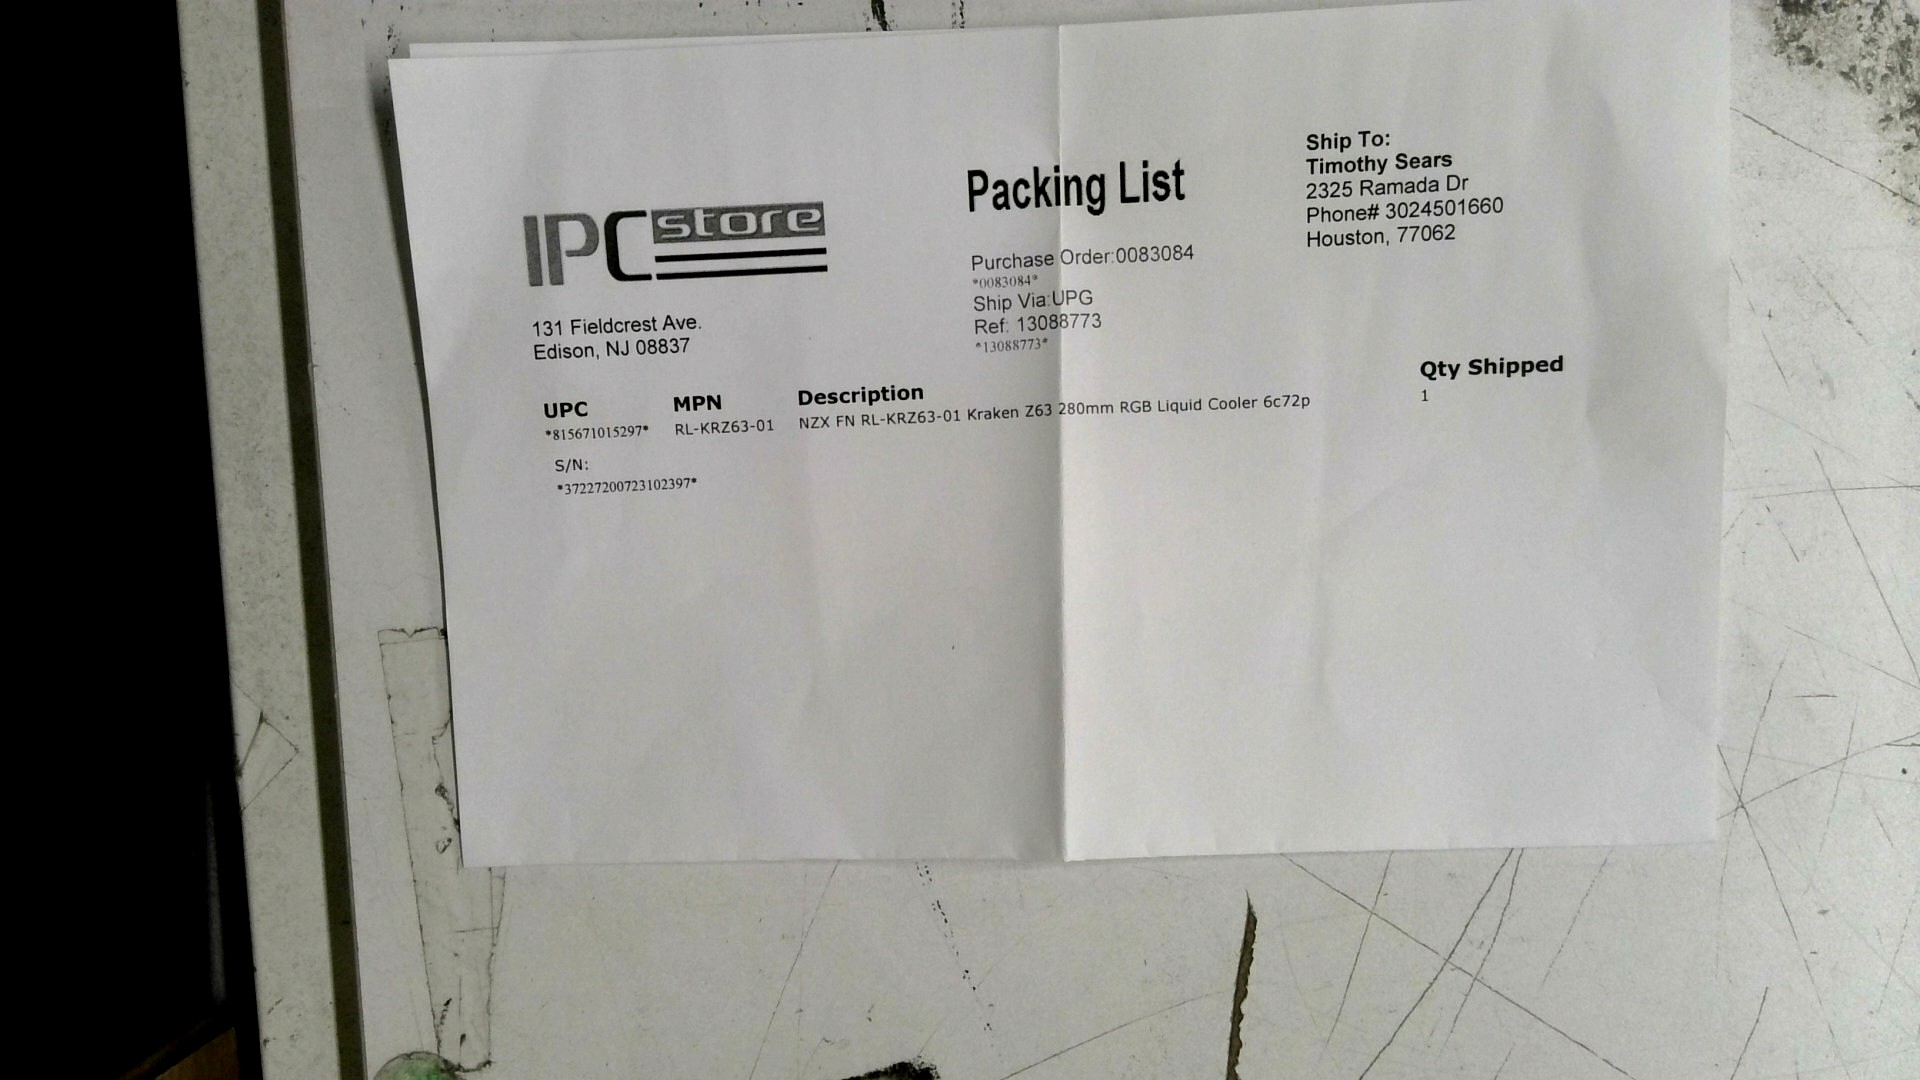 IPC store
131 Fieldcrest Ave.
Edison, NJ 08837
Packing List
Purchase Order:0083084
*0083084*
Ship Via:UPG
Ref: 13088773
*13088773*
Ship To:
Timothy Sears
2325 Ramada Dr
Phone# 3024501660
Houston, 77062
UPC MPN Description Qty Shipped
*815671015297* RL-KRZ63-01 NZX FN RL-KRZ63-01 Kraken Z63 280mm RGB Liquid Cooler 6c72p 1
S/N:
*37227200723102397*